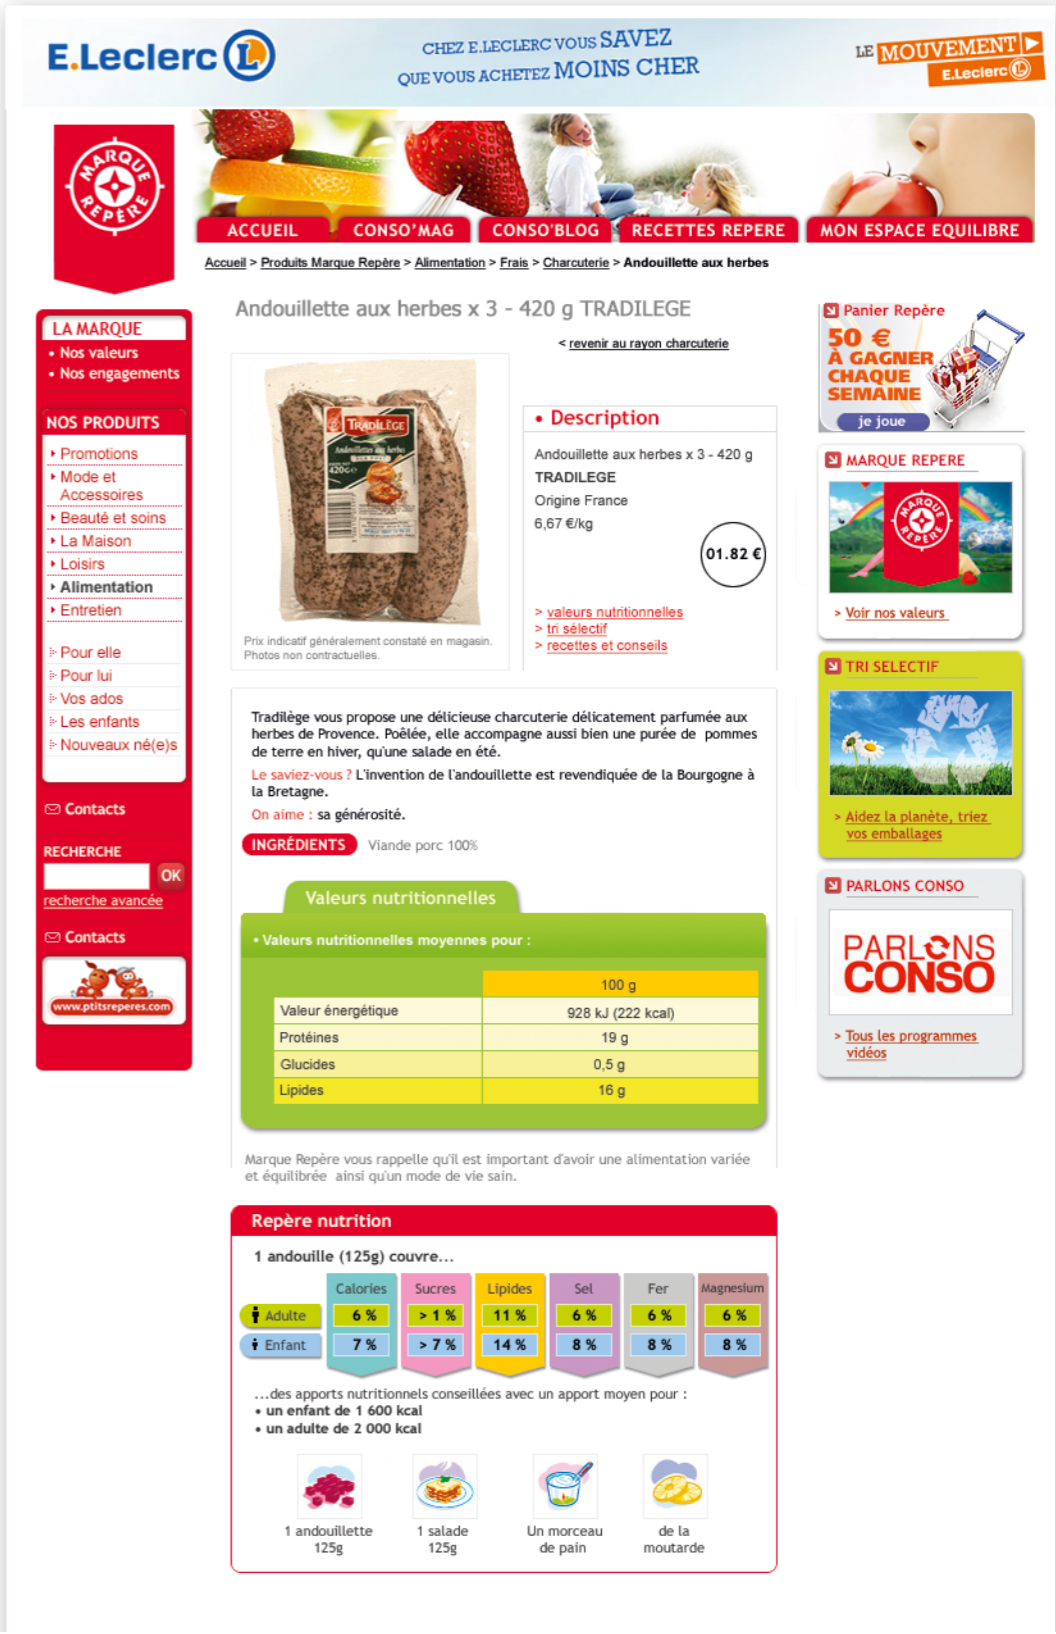 E.Leclerc L
CHEZ E.LECLERC VOUS SAVEZ
QUE VOUS ACHETEZ MOINS CHER
LE MOUVEMENT
E.Leclerc L
MARQUE
REPÈRE
ACCUEIL
CONSO'MAG
CONSO'BLOG
RECETTES REPERE
MON ESPACE EQUILIBRE
Accueil > Produits Marque Repère > Alimentation > Frais > Charcuterie > Andouillette aux herbes
LA MARQUE
• Nos valeurs
• Nos engagements
NOS PRODUITS
Promotions
Mode et
Accessoires
Beauté et soins
La Maison
Loisirs
Alimentation
Entretien
Pour elle
Pour lui
Vos ados
Les enfants
Nouveaux né(e)s
Contacts
RECHERCHE
OK
recherche avancée
Contacts
www.ptitsreperes.com
Andouillette aux herbes x 3 - 420 g TRADILEGE
< revenir au rayon charcuterie
TRADILÈGE
Andouillettes aux herbes
420G e
Prix indicatif généralement constaté en magasin.
Photos non contractuelles.
• Description
Andouillette aux herbes x 3 - 420 g
TRADILEGE
Origine France
6,67 €/kg
01.82 €
> valeurs nutritionnelles
> tri sélectif
> recettes et conseils
Tradilège vous propose une délicieuse charcuterie délicatement parfumée aux
herbes de Provence. Poêlée, elle accompagne aussi bien une purée de pommes
de terre en hiver, qu'une salade en été.
Le saviez-vous ? L'invention de l'andouillette est revendiquée de la Bourgogne à
la Bretagne.
On aime : sa générosité.
INGRÉDIENTS Viande porc 100%
Valeurs nutritionnelles
• Valeurs nutritionnelles moyennes pour :
100 g
Valeur énergétique 928 kJ (222 kcal)
Protéines 19 g
Glucides 0,5 g
Lipides 16 g
Marque Repère vous rappelle qu'il est important d'avoir une alimentation variée
et équilibrée ainsi qu'un mode de vie sain.
Repère nutrition
1 andouille (125g) couvre...
Calories Sucres Lipides Sel Fer Magnesium
Adulte 6 % > 1 % 11 % 6 % 6 % 6 %
Enfant 7 % > 7 % 14 % 8 % 8 % 8 %
...des apports nutritionnels conseillées avec un apport moyen pour :
• un enfant de 1 600 kcal
• un adulte de 2 000 kcal
1 andouillette
125g
1 salade
125g
Un morceau
de pain
de la
moutarde
Panier Repère
50 €
À GAGNER
CHAQUE
SEMAINE
je joue
MARQUE REPERE
MARQUE
REPÈRE
> Voir nos valeurs
TRI SELECTIF
> Aidez la planète, triez
vos emballages
PARLONS CONSO
PARLONS
CONSO
> Tous les programmes
vidéos